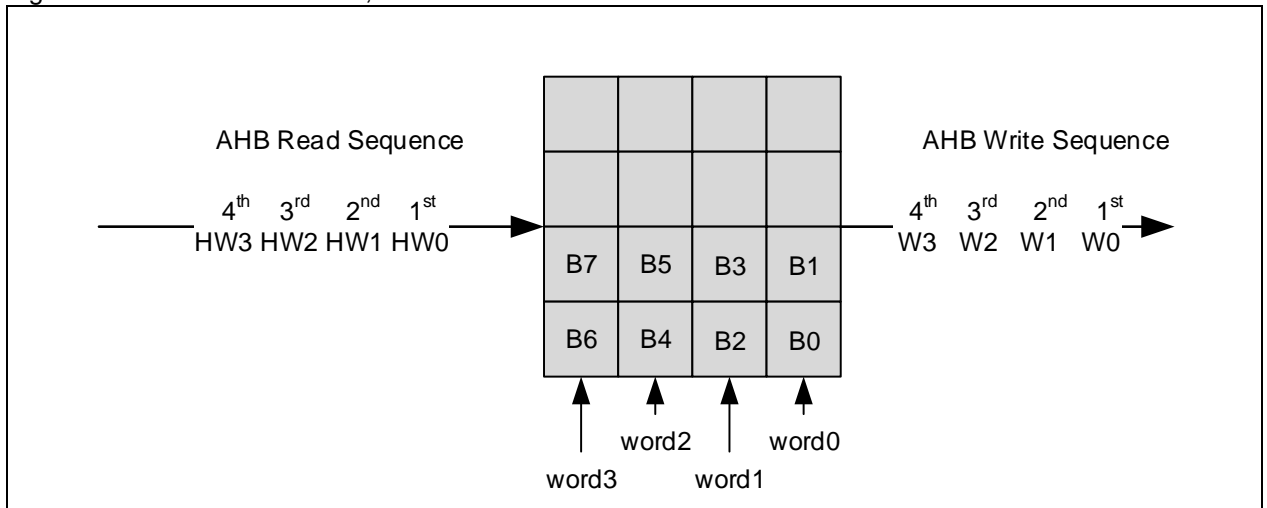 AHB Read Sequence
4th 3rd 2nd 1st
HW3 HW2 HW1 HW0
B7 B5 B3 B1
B6 B4 B2 B0
word2 word0
word3 word1
AHB Write Sequence
4th 3rd 2nd 1st
W3 W2 W1 W0